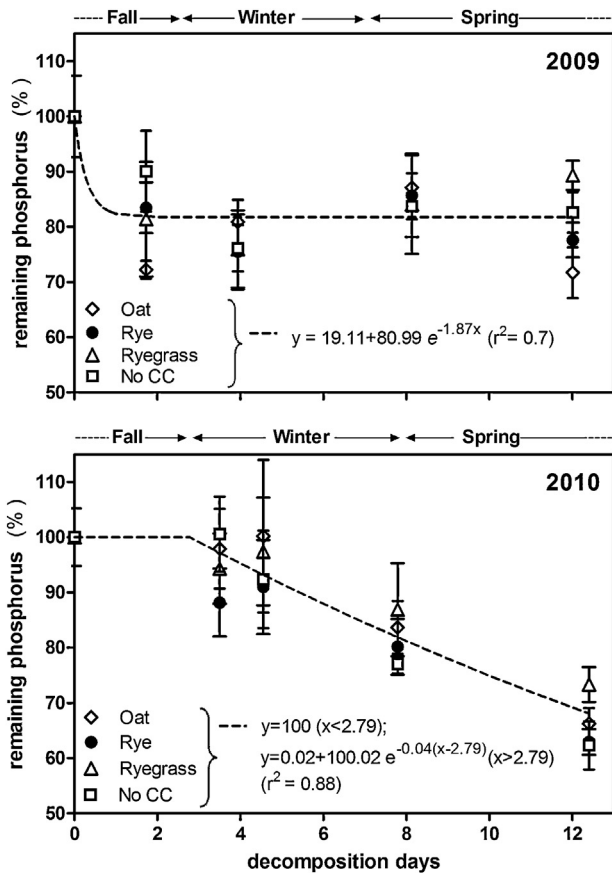 Fall Winter Spring
2009
remaining phosphorus (%)
110
100
90
80
70
60
50
Oat
Rye
Ryegrass
No CC
y = 19.11+80.99 e^-1.87x (r²= 0.7)
Fall Winter Spring
2010
remaining phosphorus (%)
110
100
90
80
70
60
50
Oat
Rye
Ryegrass
No CC
y=100 (x<2.79);
y=0.02+100.02 e^-0.04(x-2.79) (x>2.79)
(r² = 0.88)
0 2 4 6 8 10 12
decomposition days